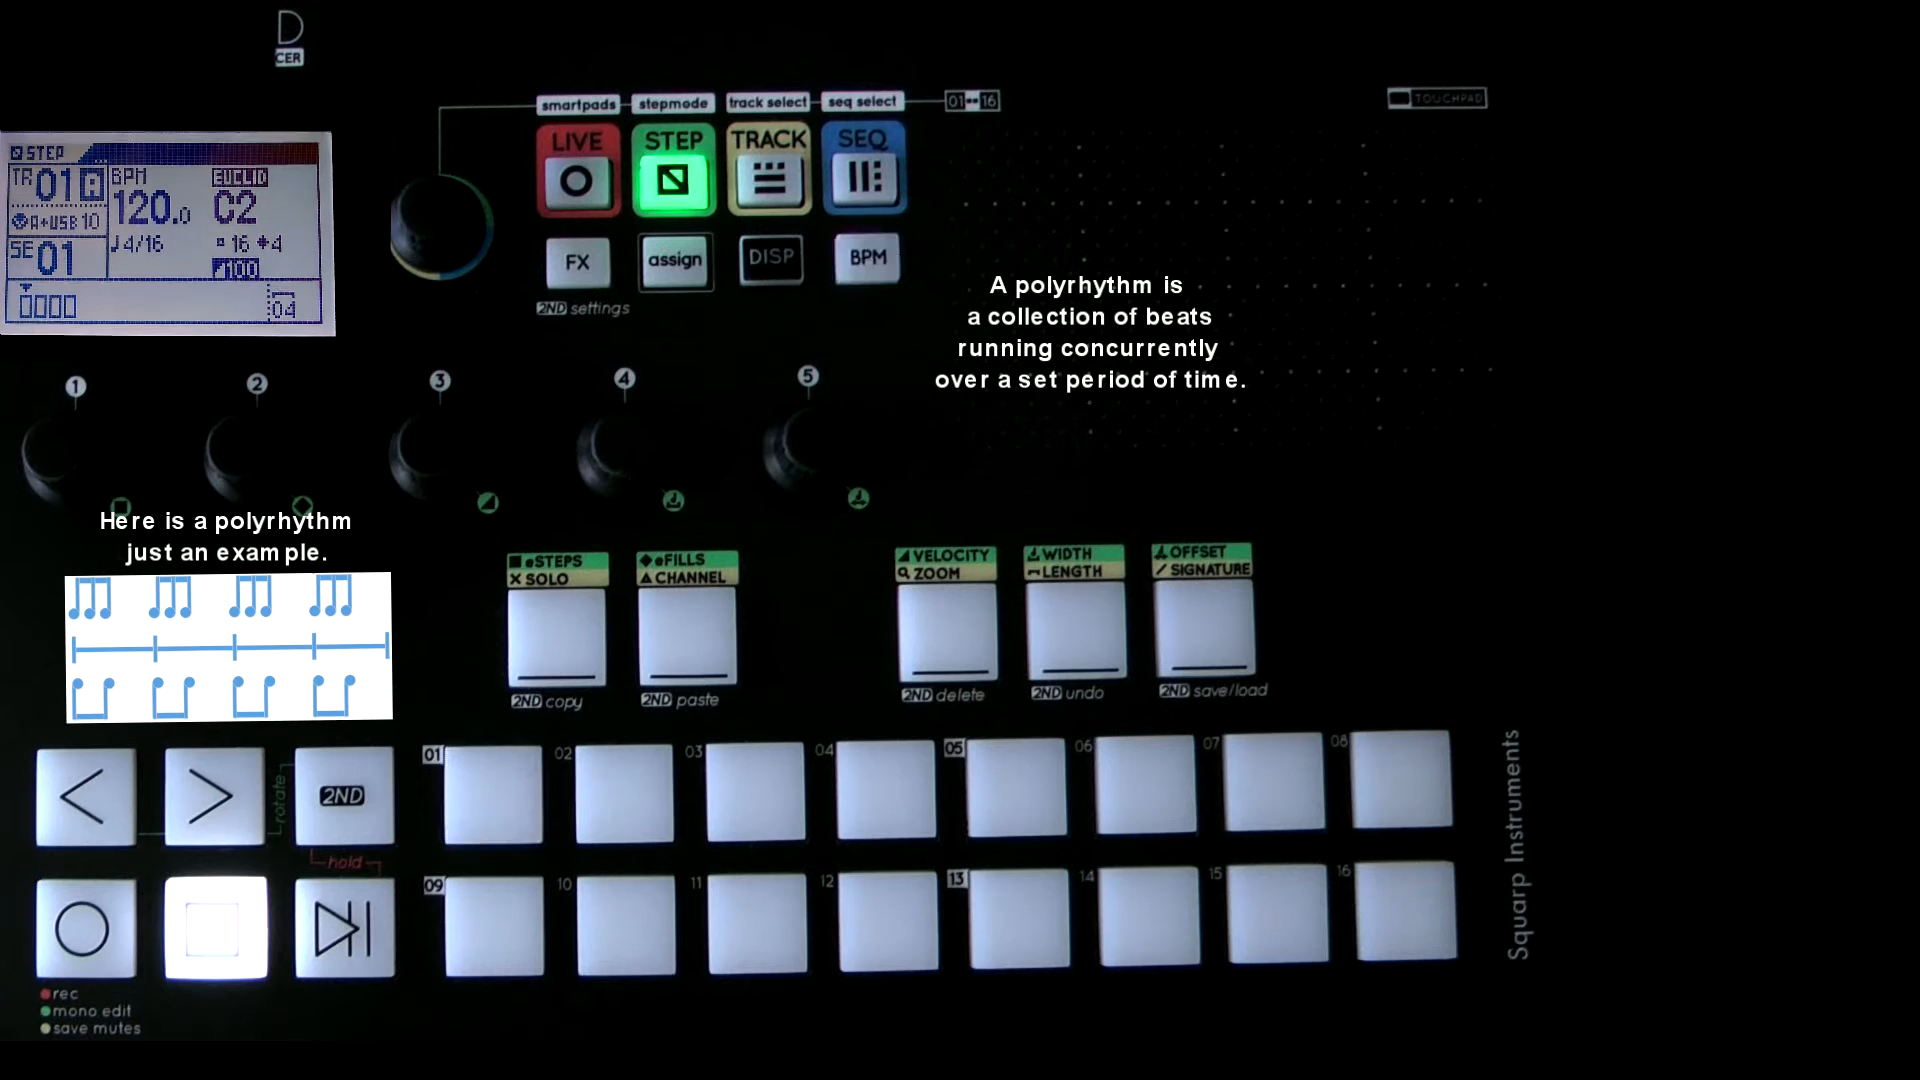 D
CER
smartpads
stepmode
track select
seq select
01 16
TOUCHPAD
LIVE
STEP
TRACK
SEQ
STEP
TR 01 A
BPM
120.0
EUCLID
C2
A+USB 10
4/16
16 4
SE 01
100
04
FX
assign
DISP
BPM
2ND settings
A polyrhythm is
a collection of beats
running concurrently
over a set period of time.
1
2
3
4
5
Here is a polyrhythm
just an example.
eSTEPS
SOLO
eFILLS
CHANNEL
VELOCITY
ZOOM
WIDTH
LENGTH
OFFSET
SIGNATURE
2ND copy
2ND paste
2ND delete
2ND undo
2ND save/load
rotate
2ND
01
02
03
04
05
06
07
08
hold
09
10
11
12
13
14
15
16
rec
mono edit
save mutes
Squarp Instruments